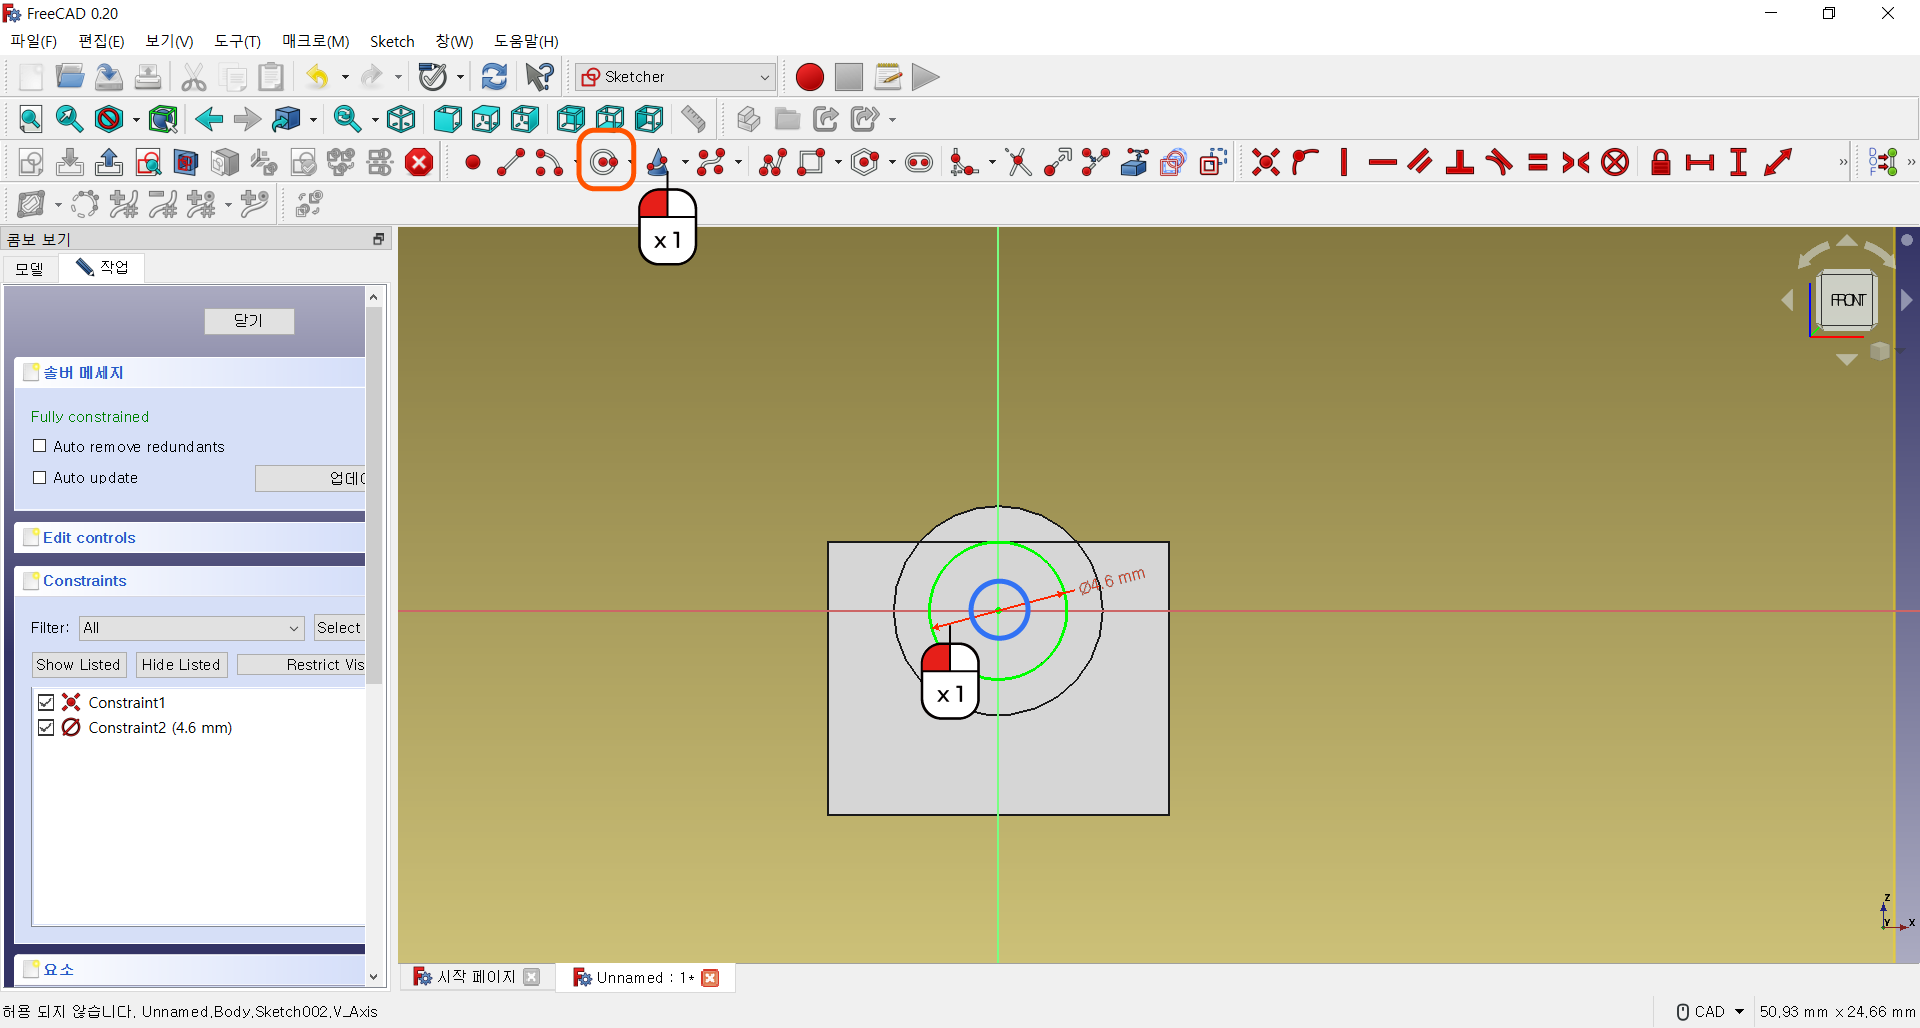 FreeCAD 0.20
파일(F) 편집(E) 보기(V) 도구(T) 매크로(M) Sketch 창(W) 도움말(H)
Sketcher
x 1
콤보 보기
모델 작업
닫기
솔버 메세지
Fully constrained
Auto remove redundants
Auto update 업데이
Edit controls
Constraints
Filter: All Select
Show Listed Hide Listed Restrict Vis
Constraint1
Constraint2 (4.6 mm)
요소
FRONT
Ø4.6 mm
x 1
Z
Y X
시작 페이지 Unnamed : 1*
허용 되지 않습니다. Unnamed.Body.Sketch002.V_Axis
CAD 50.93 mm x 24.66 mm